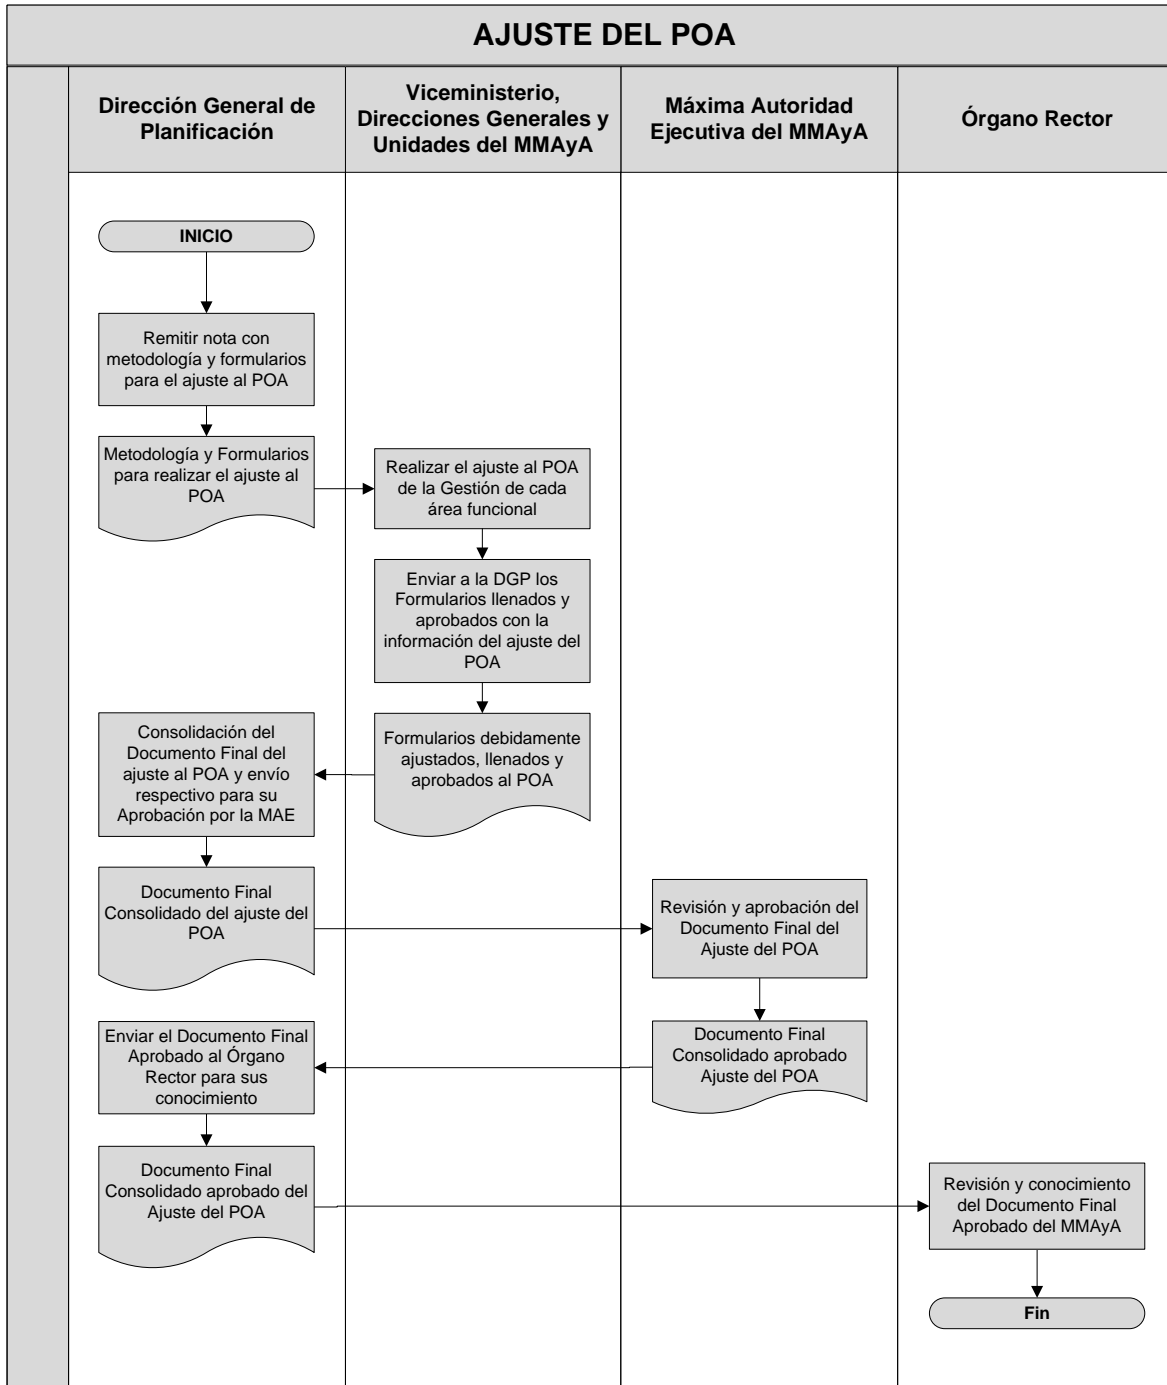 AJUSTE DEL POA
Dirección General de
Planificación
Viceministerio,
Direcciones Generales y
Unidades del MMAyA
Máxima Autoridad
Ejecutiva del MMAyA
Órgano Rector
INICIO
Remitir nota con
metodología y formularios
para el ajuste al POA
Metodología y Formularios
para realizar el ajuste al
POA
Realizar el ajuste al POA
de la Gestión de cada
área funcional
Enviar a la DGP los
Formularios llenados y
aprobados con la
información del ajuste del
POA
Formularios debidamente
ajustados, llenados y
aprobados al POA
Consolidación del
Documento Final del
ajuste al POA y envío
respectivo para su
Aprobación por la MAE
Documento Final
Consolidado del ajuste del
POA
Revisión y aprobación del
Documento Final del
Ajuste del POA
Documento Final
Consolidado aprobado
Ajuste del POA
Enviar el Documento Final
Aprobado al Órgano
Rector para sus
conocimiento
Documento Final
Consolidado aprobado del
Ajuste del POA
Revisión y conocimiento
del Documento Final
Aprobado del MMAyA
Fin